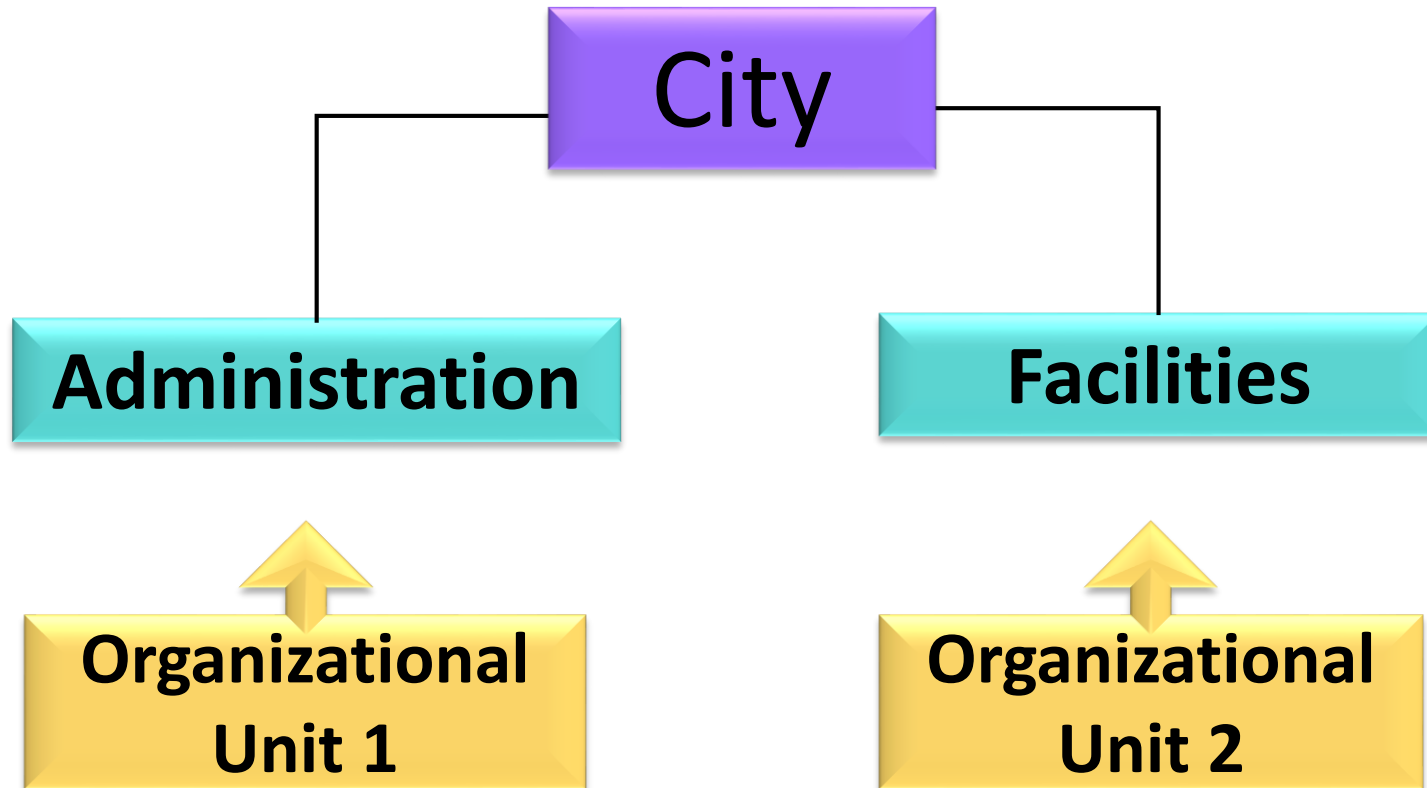 City
Administration
Facilities
Organizational
Unit 1
Organizational
Unit 2